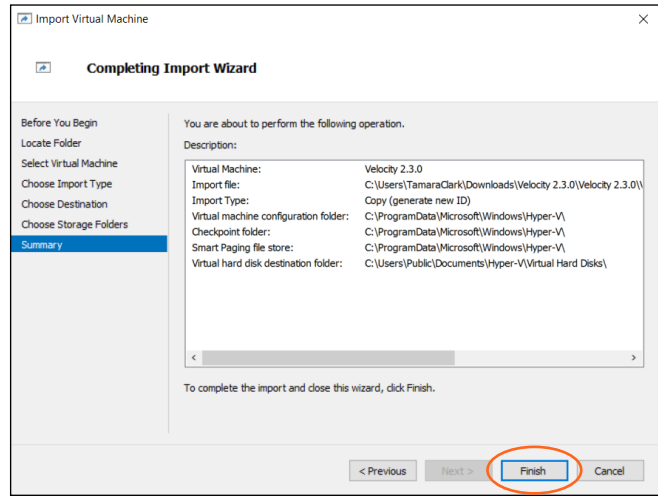 Import Virtual Machine
Completing Import Wizard
Before You Begin
Locate Folder
Select Virtual Machine
Choose Import Type
Choose Destination
Choose Storage Folders
Summary
You are about to perform the following operation.
Description:
Virtual Machine: Velocity 2.3.0
Import file: C:\Users\TamaraClark\Downloads\Velocity 2.3.0\Velocity 2.3.0\\
Import Type: Copy (generate new ID)
Virtual machine configuration folder: C:\ProgramData\Microsoft\Windows\Hyper-V\
Checkpoint folder: C:\ProgramData\Microsoft\Windows\Hyper-V\
Smart Paging file store: C:\ProgramData\Microsoft\Windows\Hyper-V\
Virtual hard disk destination folder: C:\Users\Public\Documents\Hyper-V\Virtual Hard Disks\
To complete the import and close this wizard, click Finish.
< Previous Next > Finish Cancel